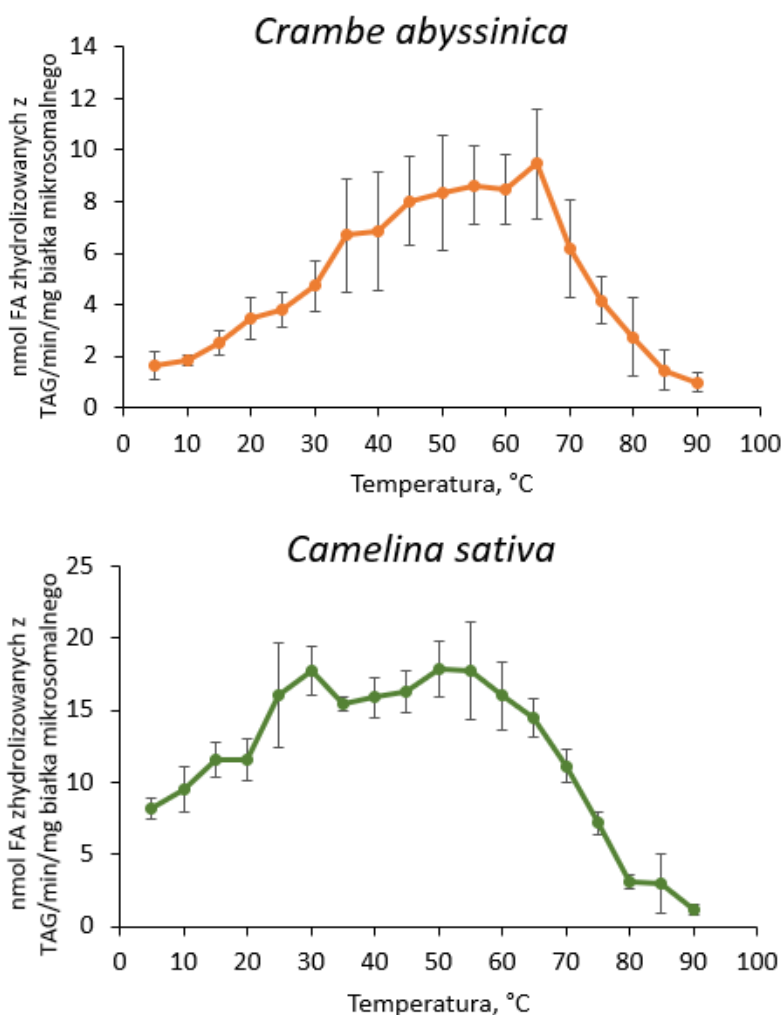 Crambe abyssinica
nmol FA zhydrolizowanych z
TAG/min/mg białka mikrosomalnego
14
12
10
8
6
4
2
0
0 10 20 30 40 50 60 70 80 90 100
Temperatura, °C
Camelina sativa
nmol FA zhydrolizowanych z
TAG/min/mg białka mikrosomalnego
25
20
15
10
5
0
0 10 20 30 40 50 60 70 80 90 100
Temperatura, °C